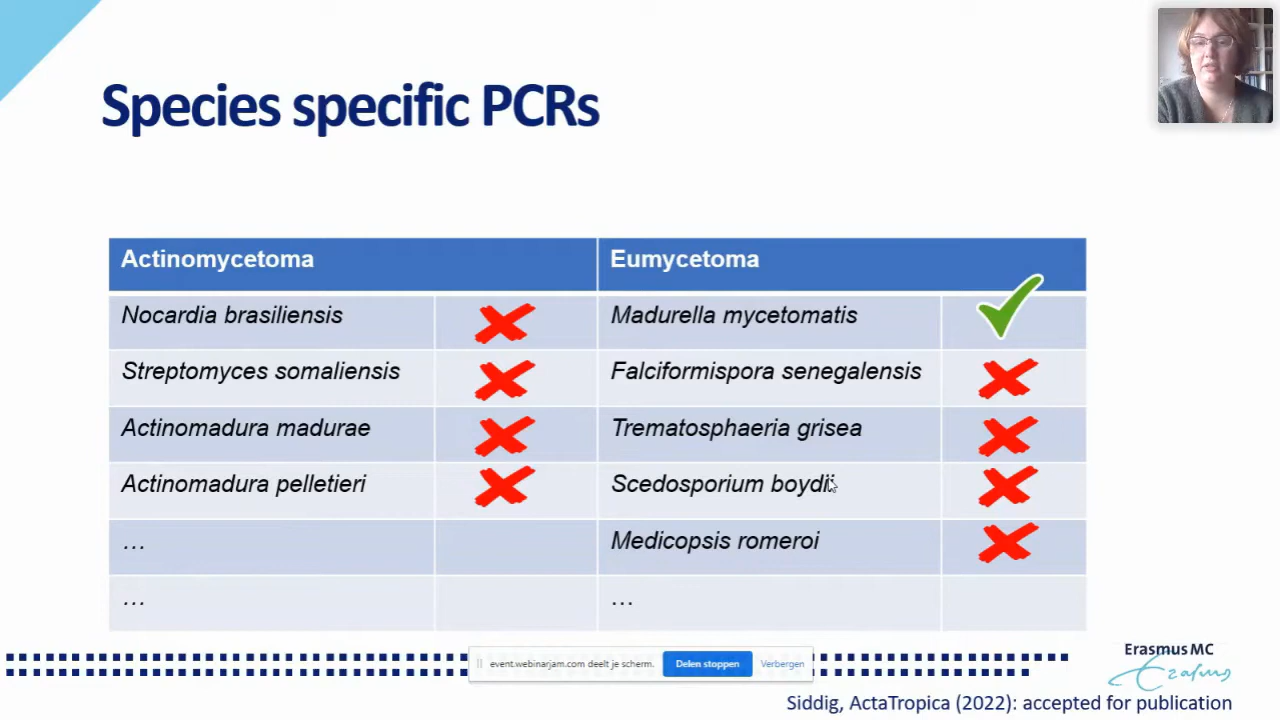 Species specific PCRs
Actinomycetoma Eumycetoma
Nocardia brasiliensis Madurella mycetomatis
Streptomyces somaliensis Falciformispora senegalensis
Actinomadura madurae Trematosphaeria grisea
Actinomadura pelletieri Scedosporium boydii
… Medicopsis romeroi
… …
event.webinarjam.com deelt je scherm. Delen stoppen Verbergen
Erasmus MC
Erasmus
Siddig, ActaTropica (2022): accepted for publication